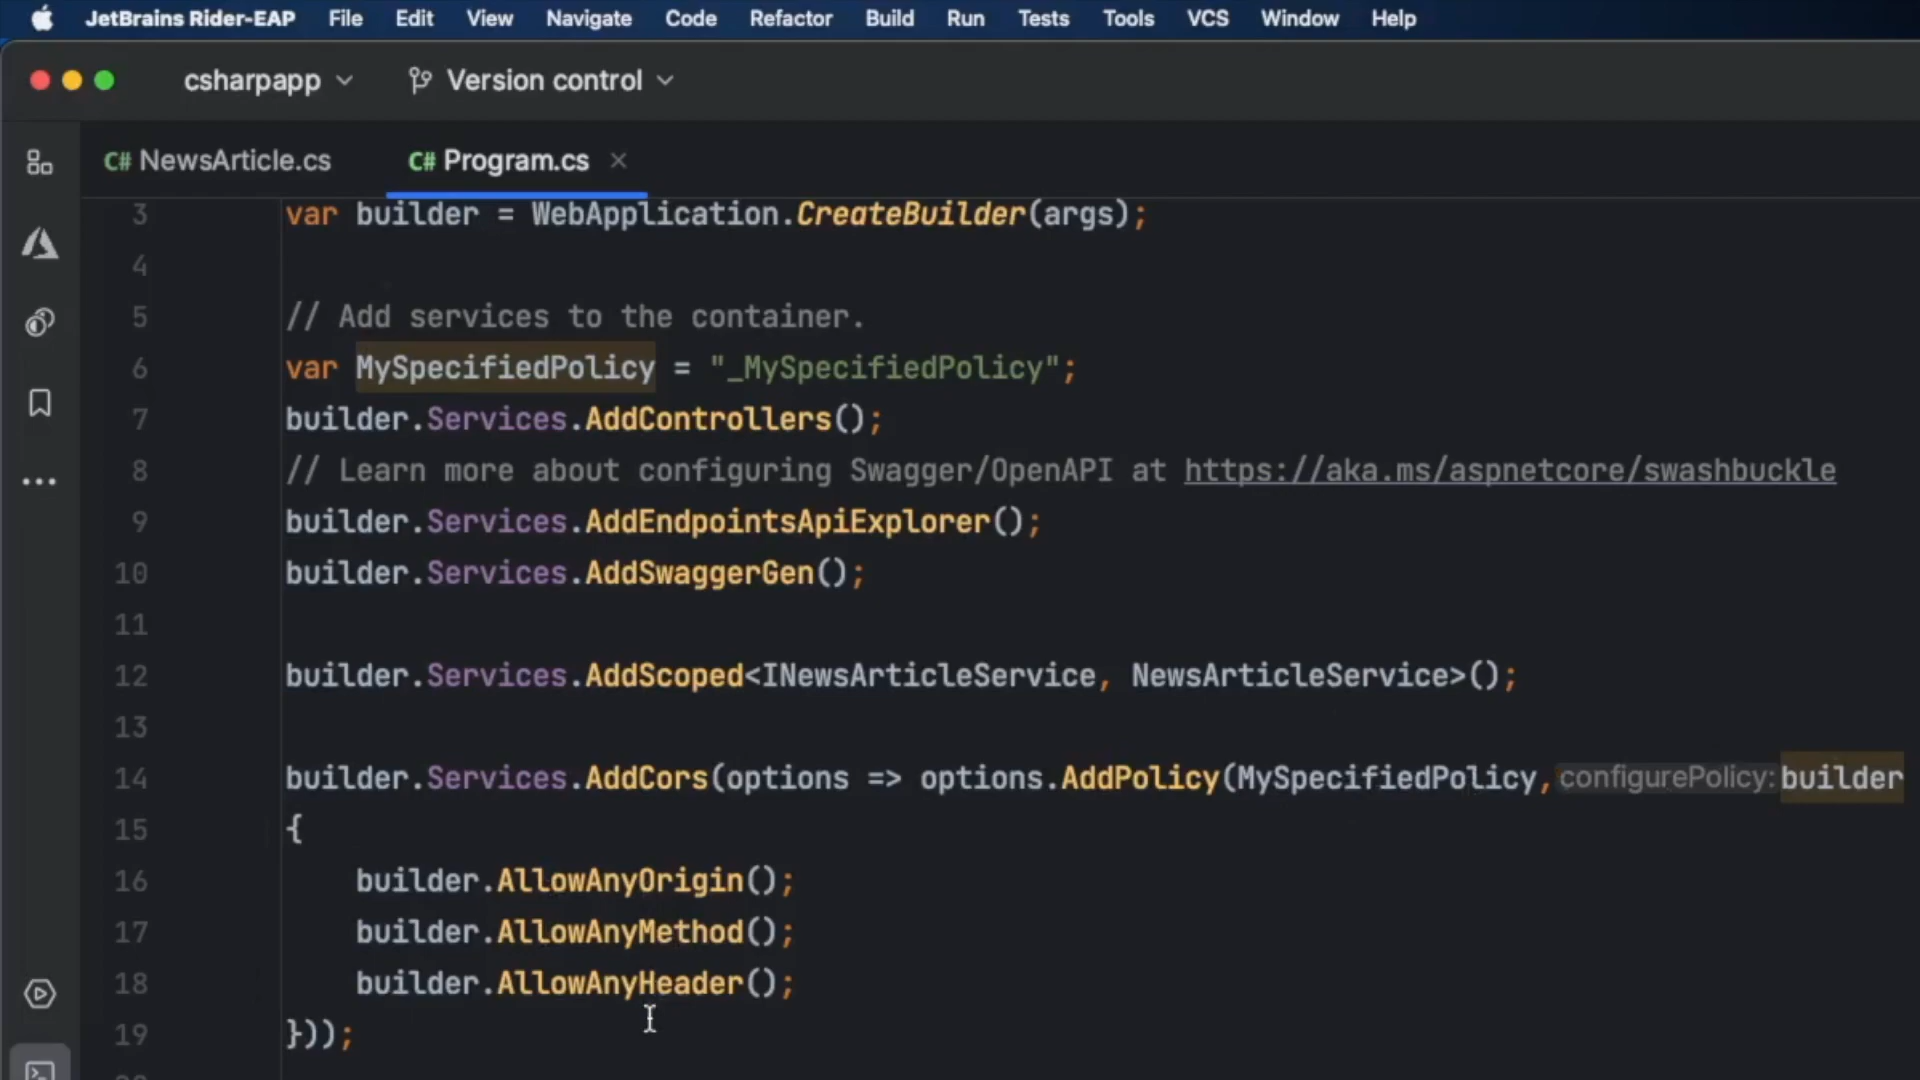 JetBrains Rider-EAP File Edit View Navigate Code Refactor Build Run Tests Tools VCS Window Help
csharpapp Version control
C# NewsArticle.cs C# Program.cs
3 var builder = WebApplication.CreateBuilder(args);
4
5 // Add services to the container.
6 var MySpecifiedPolicy = "_MySpecifiedPolicy";
7 builder.Services.AddControllers();
8 // Learn more about configuring Swagger/OpenAPI at https://aka.ms/aspnetcore/swashbuckle
9 builder.Services.AddEndpointsApiExplorer();
10 builder.Services.AddSwaggerGen();
11
12 builder.Services.AddScoped<INewsArticleService, NewsArticleService>();
13
14 builder.Services.AddCors(options => options.AddPolicy(MySpecifiedPolicy, configurePolicy: builder
15 {
16 builder.AllowAnyOrigin();
17 builder.AllowAnyMethod();
18 builder.AllowAnyHeader();
19 }));